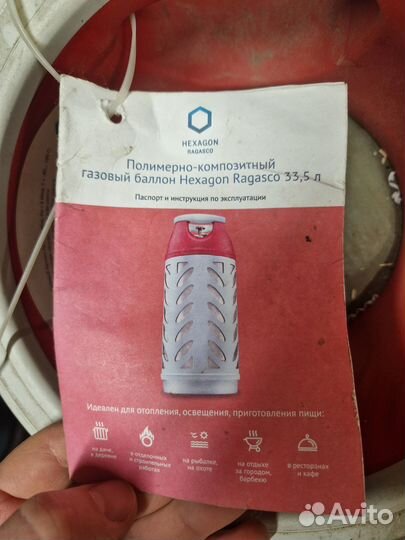 HEXAGON
RAGASCO
Полимерно-композитный
газовый баллон Hexagon Ragasco 33,5 л
Паспорт и инструкция по эксплуатации
Идеален для отопления, освещения, приготовления пищи:
на даче,
в деревне
в отделочных
и строительных
работах
на рыбалке,
на охоте
на отдыхе
за городом,
барбекю
в ресторанах
и кафе
Avito